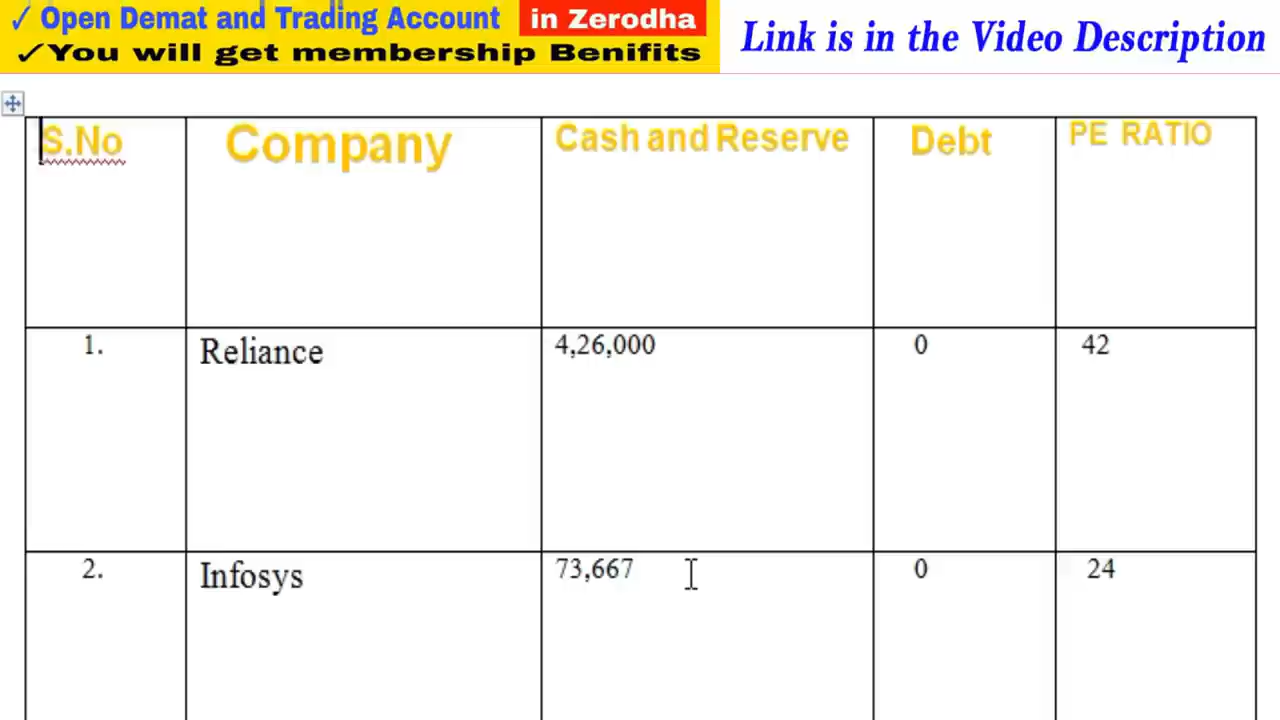 ✓ Open Demat and Trading Account in Zerodha
✓You will get membership Benifits
Link is in the Video Description
S.No Company Cash and Reserve Debt PE RATIO
1. Reliance 4,26,000 0 42
2. Infosys 73,667 0 24